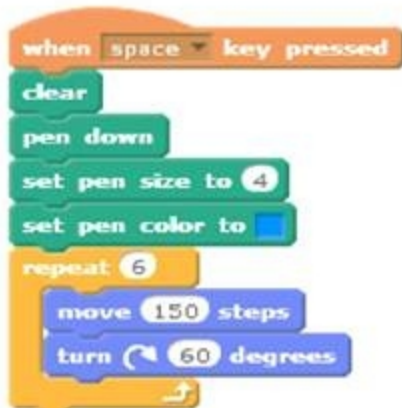 when space key pressed
clear
pen down
set pen size to 4
set pen color to
repeat 6
move 150 steps
turn 60 degrees